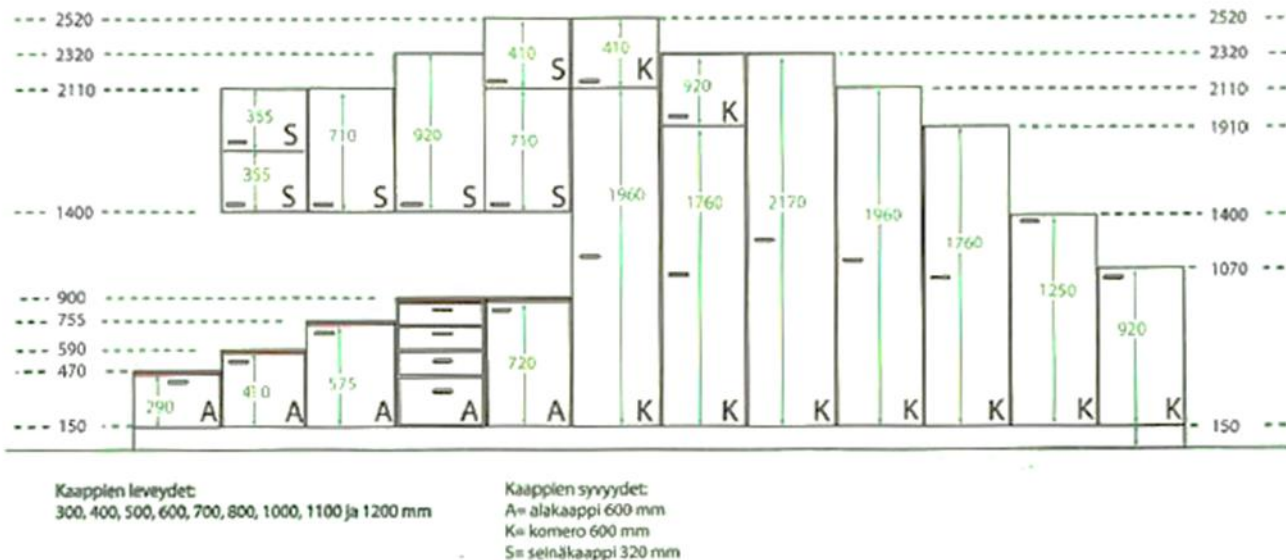 2520 410 S 410 K 2520
2320 920 K 2320
2110 355 S 710 S 920 S 710 S 2110
1910
355 S 1960 K 1760 K 2170 K 1960 K 1760 K
1400 1400
1250 K
1070
900
755
590
470
290 A 410 A 575 A A 720 A 920 K
150 150
Kaappien leveydet:
300, 400, 500, 600, 700, 800, 1000, 1100 ja 1200 mm
Kaappien syvyydet:
A= alakaappi 600 mm
K= komero 600 mm
S= seinäkaappi 320 mm